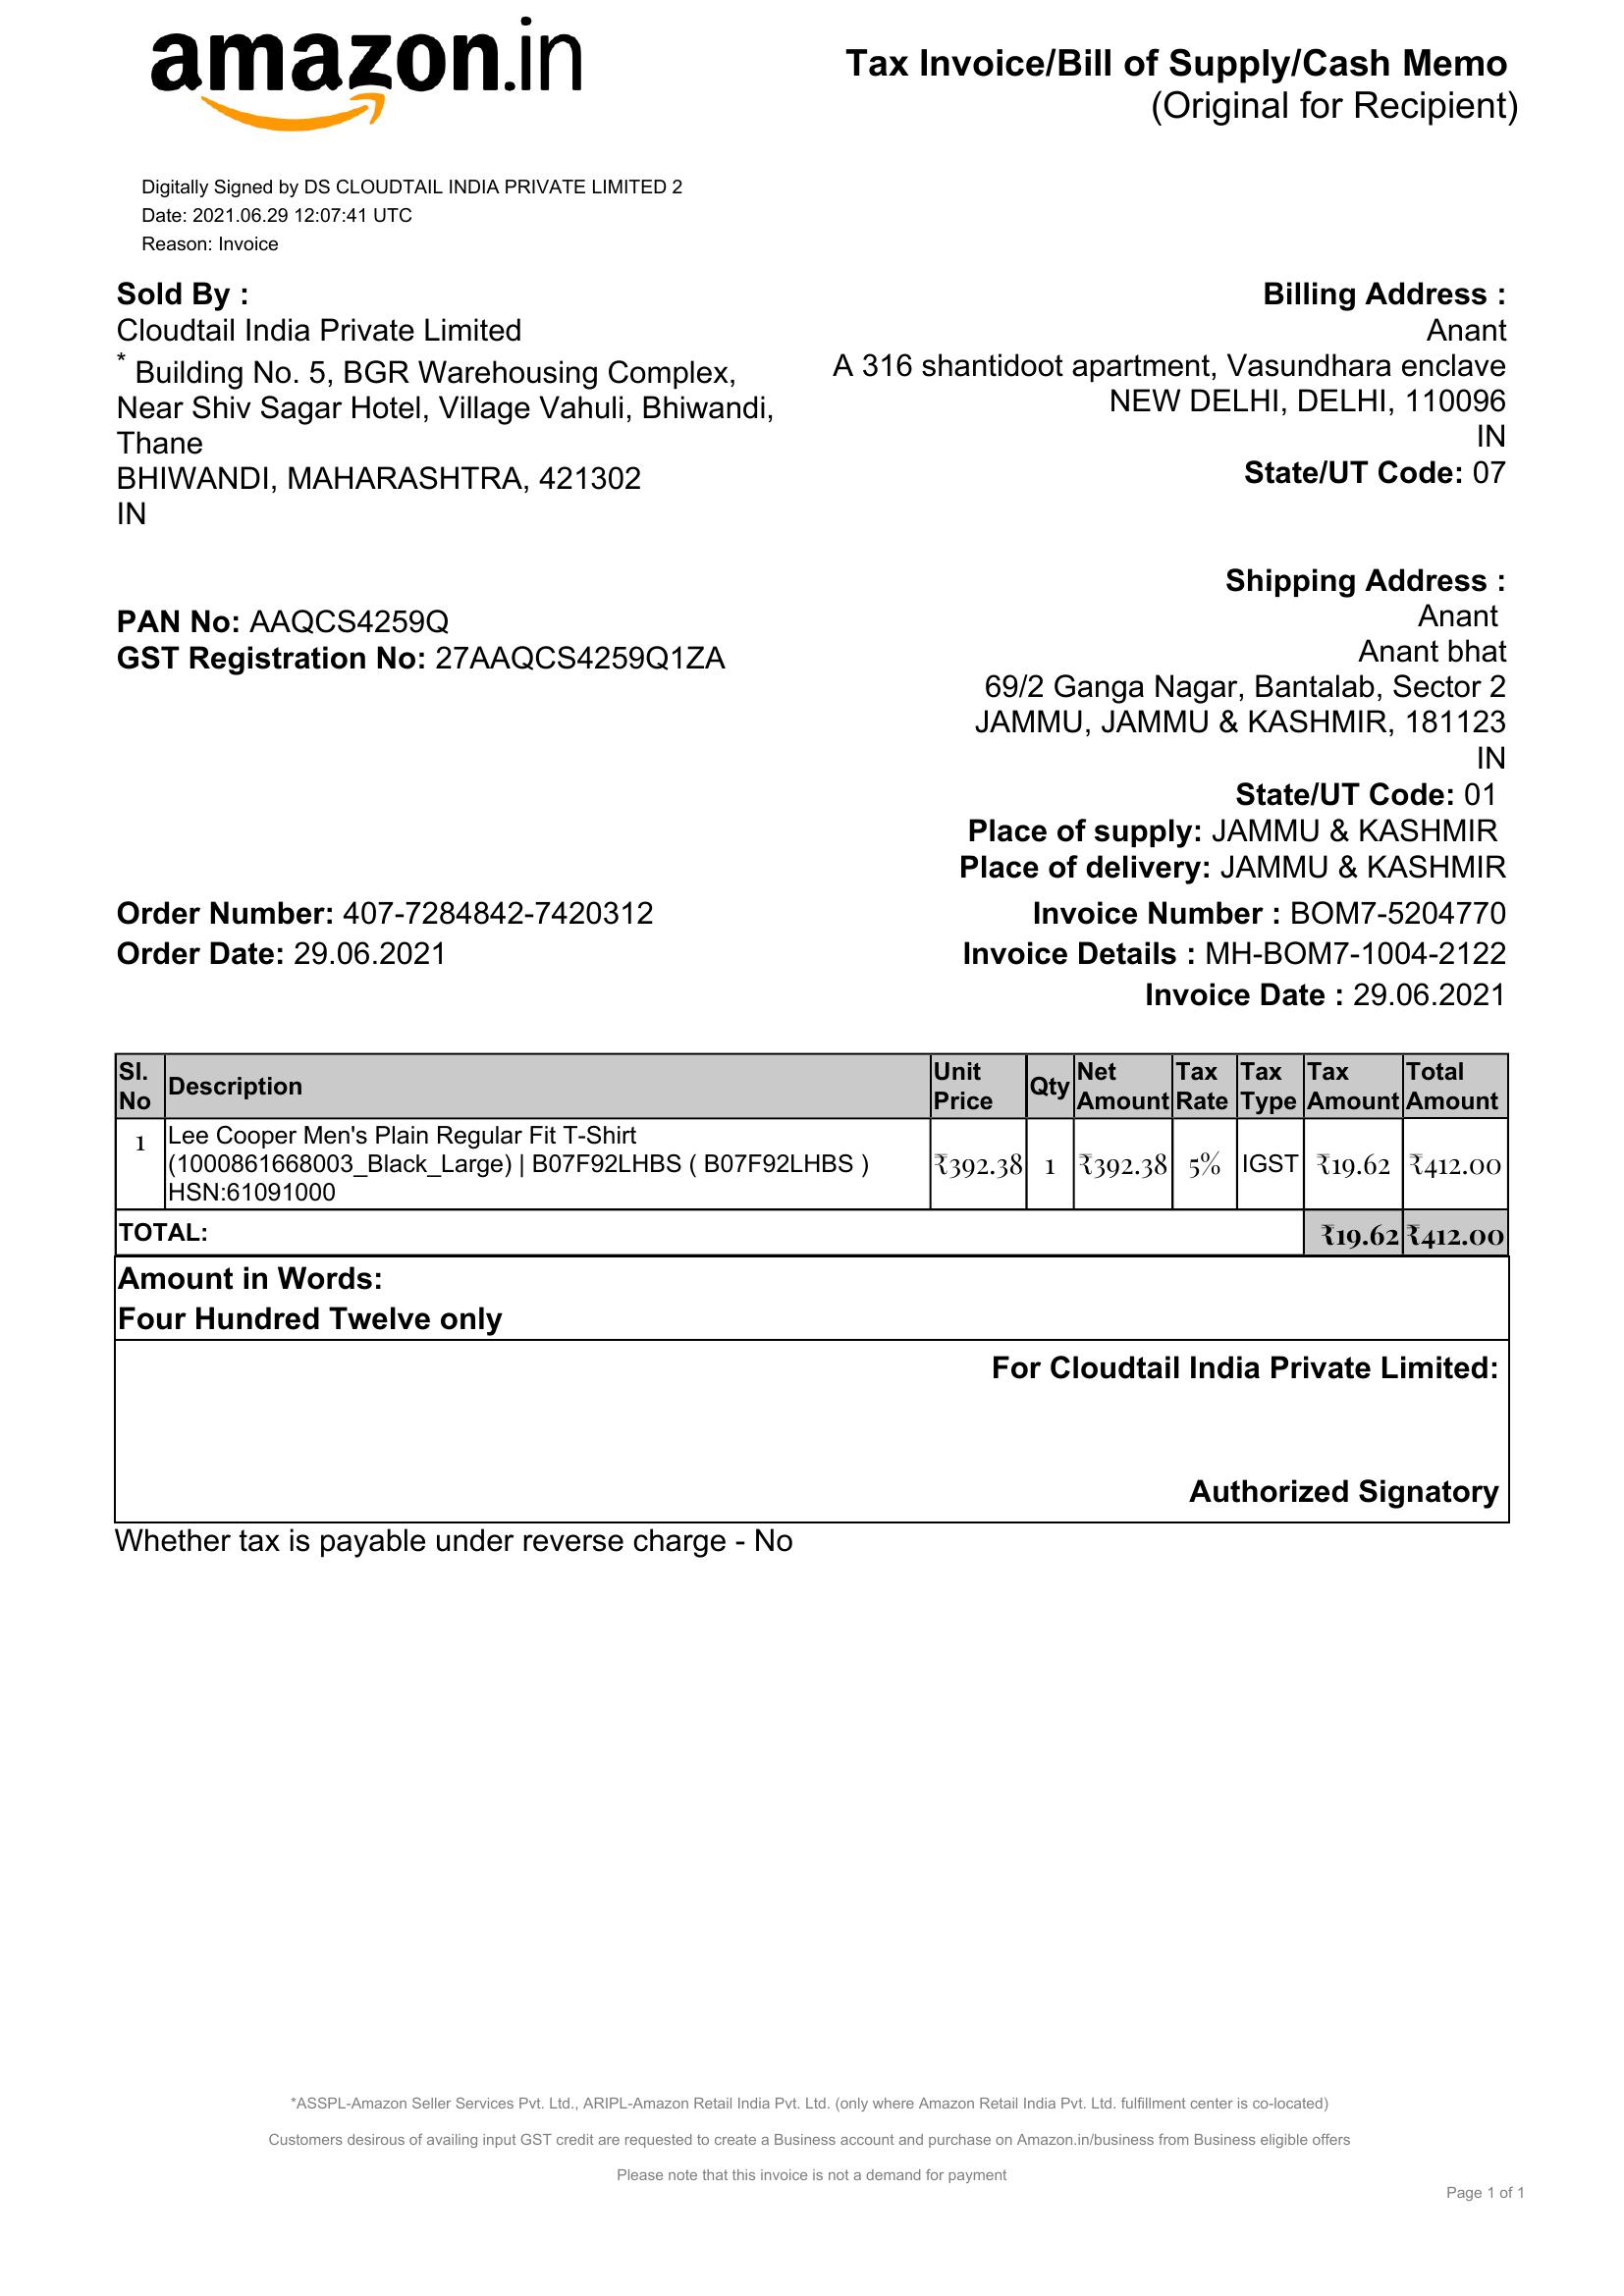 amazon.in
Tax Invoice/Bill of Supply/Cash Memo
(Original for Recipient)
Digitally Signed by DS CLOUDTAIL INDIA PRIVATE LIMITED 2
Date: 2021.06.29 12:07:41 UTC
Reason: Invoice
Sold By :
Cloudtail India Private Limited
* Building No. 5, BGR Warehousing Complex,
Near Shiv Sagar Hotel, Village Vahuli, Bhiwandi,
Thane
BHIWANDI, MAHARASHTRA, 421302
IN
Billing Address :
Anant
A 316 shantidoot apartment, Vasundhara enclave
NEW DELHI, DELHI, 110096
IN
State/UT Code: 07
PAN No: AAQCS4259Q
GST Registration No: 27AAQCS4259Q1ZA
Shipping Address :
Anant
Anant bhat
69/2 Ganga Nagar, Bantalab, Sector 2
JAMMU, JAMMU & KASHMIR, 181123
IN
State/UT Code: 01
Place of supply: JAMMU & KASHMIR
Place of delivery: JAMMU & KASHMIR
Order Number: 407-7284842-7420312
Order Date: 29.06.2021
Invoice Number : BOM7-5204770
Invoice Details : MH-BOM7-1004-2122
Invoice Date : 29.06.2021
Sl. No Description Unit Price Qty Net Amount Tax Rate Tax Type Tax Amount Total Amount
1 Lee Cooper Men's Plain Regular Fit T-Shirt
(1000861668003_Black_Large) | B07F92LHBS ( B07F92LHBS ) ₹392.38 1 ₹392.38 5% IGST ₹19.62 ₹412.00
HSN:61091000
TOTAL: ₹19.62 ₹412.00
Amount in Words:
Four Hundred Twelve only
For Cloudtail India Private Limited:
Authorized Signatory
Whether tax is payable under reverse charge - No
*ASSPL-Amazon Seller Services Pvt. Ltd., ARIPL-Amazon Retail India Pvt. Ltd. (only where Amazon Retail India Pvt. Ltd. fulfillment center is co-located)
Customers desirous of availing input GST credit are requested to create a Business account and purchase on Amazon.in/business from Business eligible offers
Please note that this invoice is not a demand for payment
Page 1 of 1